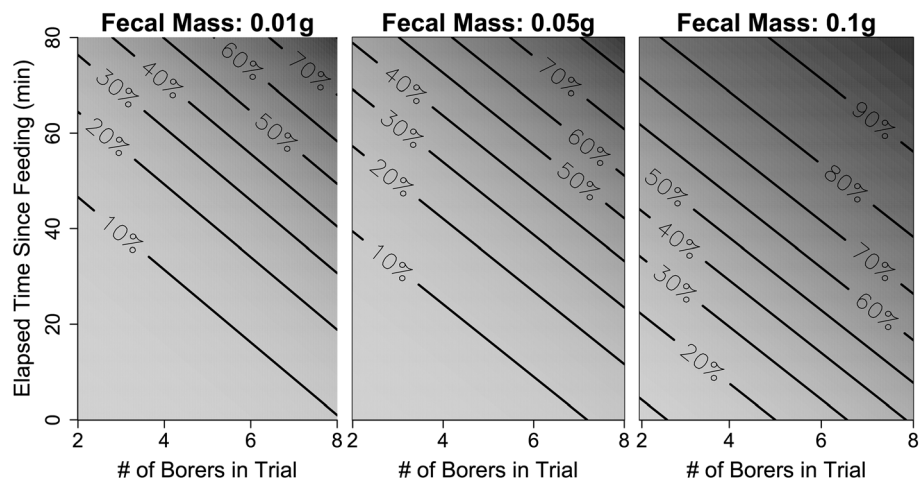 Fecal Mass: 0.01g
Fecal Mass: 0.05g
Fecal Mass: 0.1g
Elapsed Time Since Feeding (min)
80
60
40
20
0
10%
20%
30%
40%
50%
60%
70%
10%
20%
30%
40%
50%
60%
70%
20%
30%
40%
50%
60%
70%
80%
90%
2 4 6 8
2 4 6 8
2 4 6 8
# of Borers in Trial
# of Borers in Trial
# of Borers in Trial